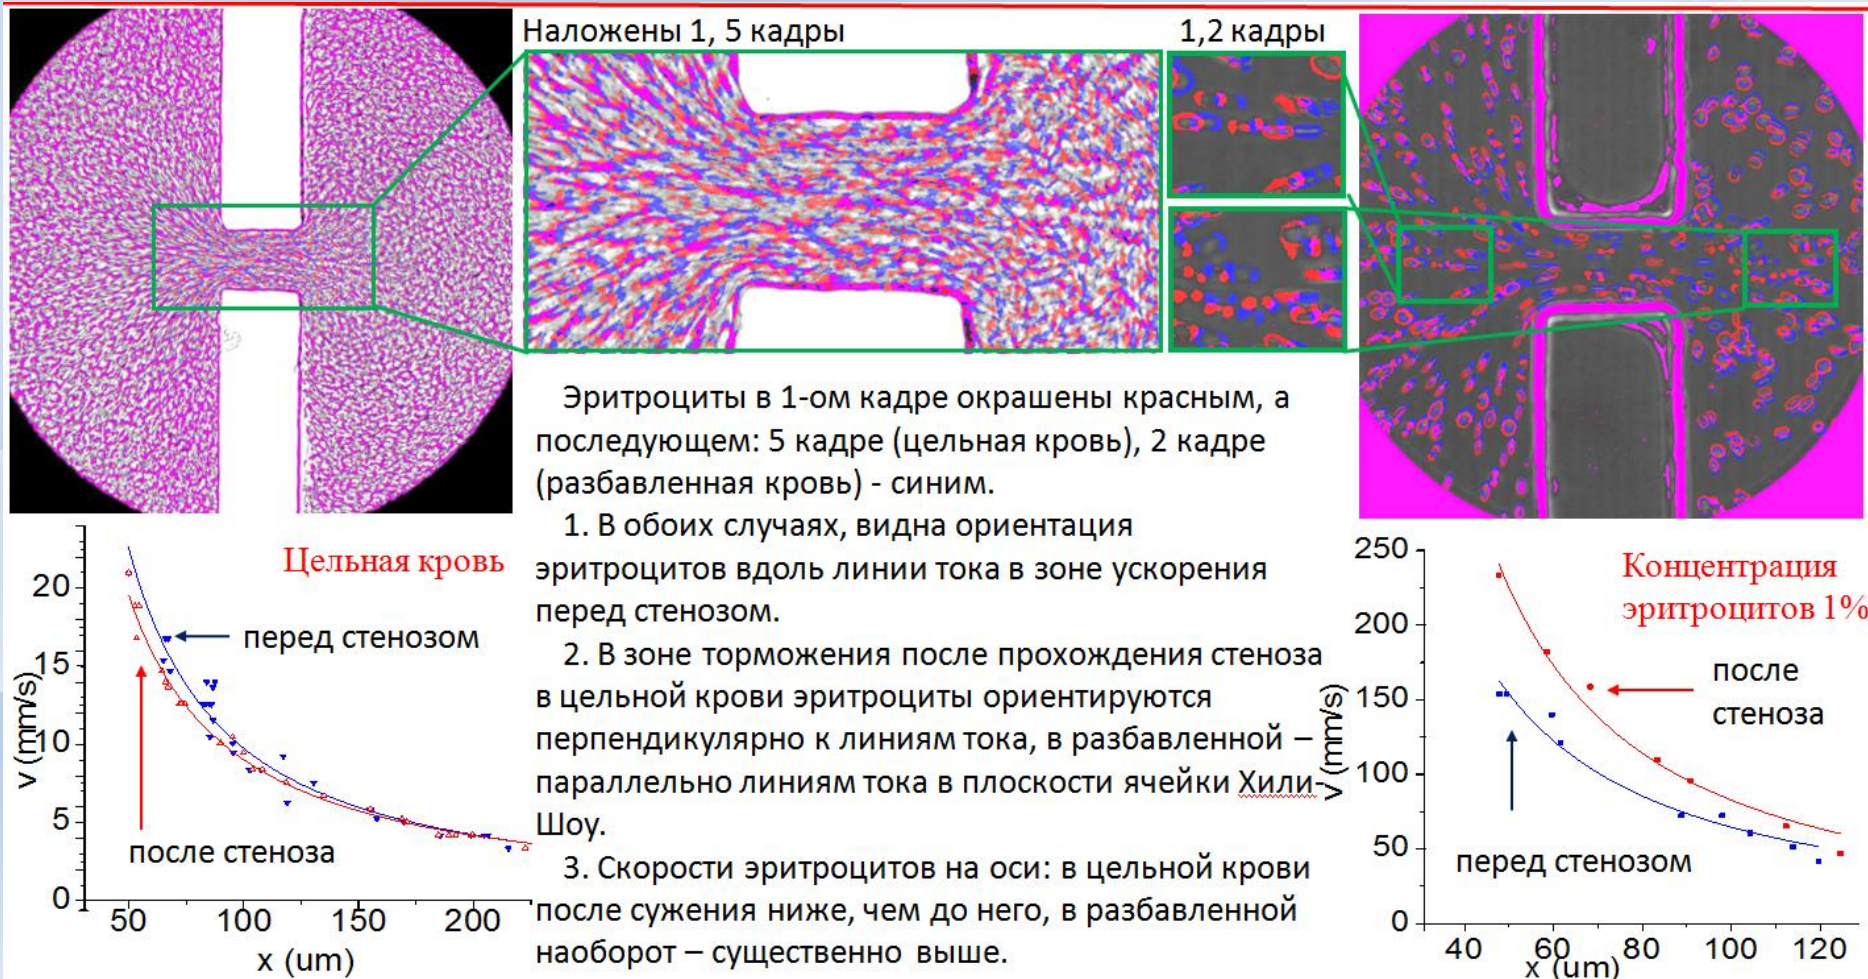 Наложены 1, 5 кадры
1,2 кадры
Эритроциты в 1-ом кадре окрашены красным, а
последующем: 5 кадре (цельная кровь), 2 кадре
(разбавленная кровь) - синим.
1. В обоих случаях, видна ориентация
эритроцитов вдоль линии тока в зоне ускорения
перед стенозом.
2. В зоне торможения после прохождения стеноза
в цельной крови эритроциты ориентируются
перпендикулярно к линиям тока, в разбавленной –
параллельно линиям тока в плоскости ячейки Хили-
Шоу.
3. Скорости эритроцитов на оси: в цельной крови
после сужения ниже, чем до него, в разбавленной
наоборот – существенно выше.
Цельная кровь
перед стенозом
после стеноза
v (mm/s)
20
15
10
5
0
50 100 150 200
x (um)
Концентрация
эритроцитов 1%
после
стеноза
перед стенозом
v (mm/s)
250
200
150
100
50
0
40 60 80 100 120
x (um)